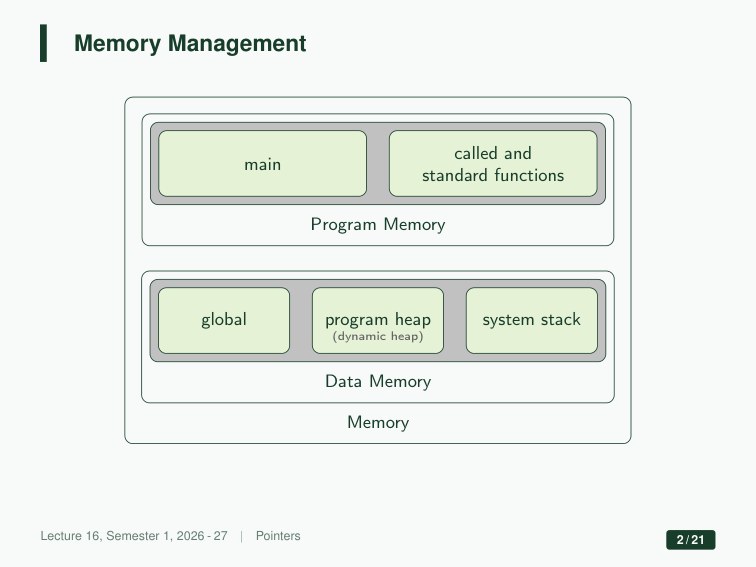 Memory Management
main
called and
standard functions
Program Memory
global
program heap
(dynamic heap)
system stack
Data Memory
Memory
Lecture 16, Semester 1, 2026 - 27 | Pointers
2 / 21